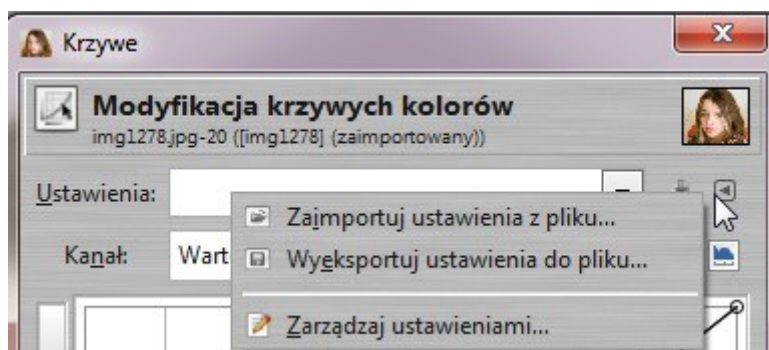 Krzywe
Modyfikacja krzywych kolorów
img1278.jpg-20 ([img1278] (zaimportowany))
Ustawienia:
Zaimportuj ustawienia z pliku...
Kanał: Wart
Wyeksportuj ustawienia do pliku...
Zarządzaj ustawieniami...